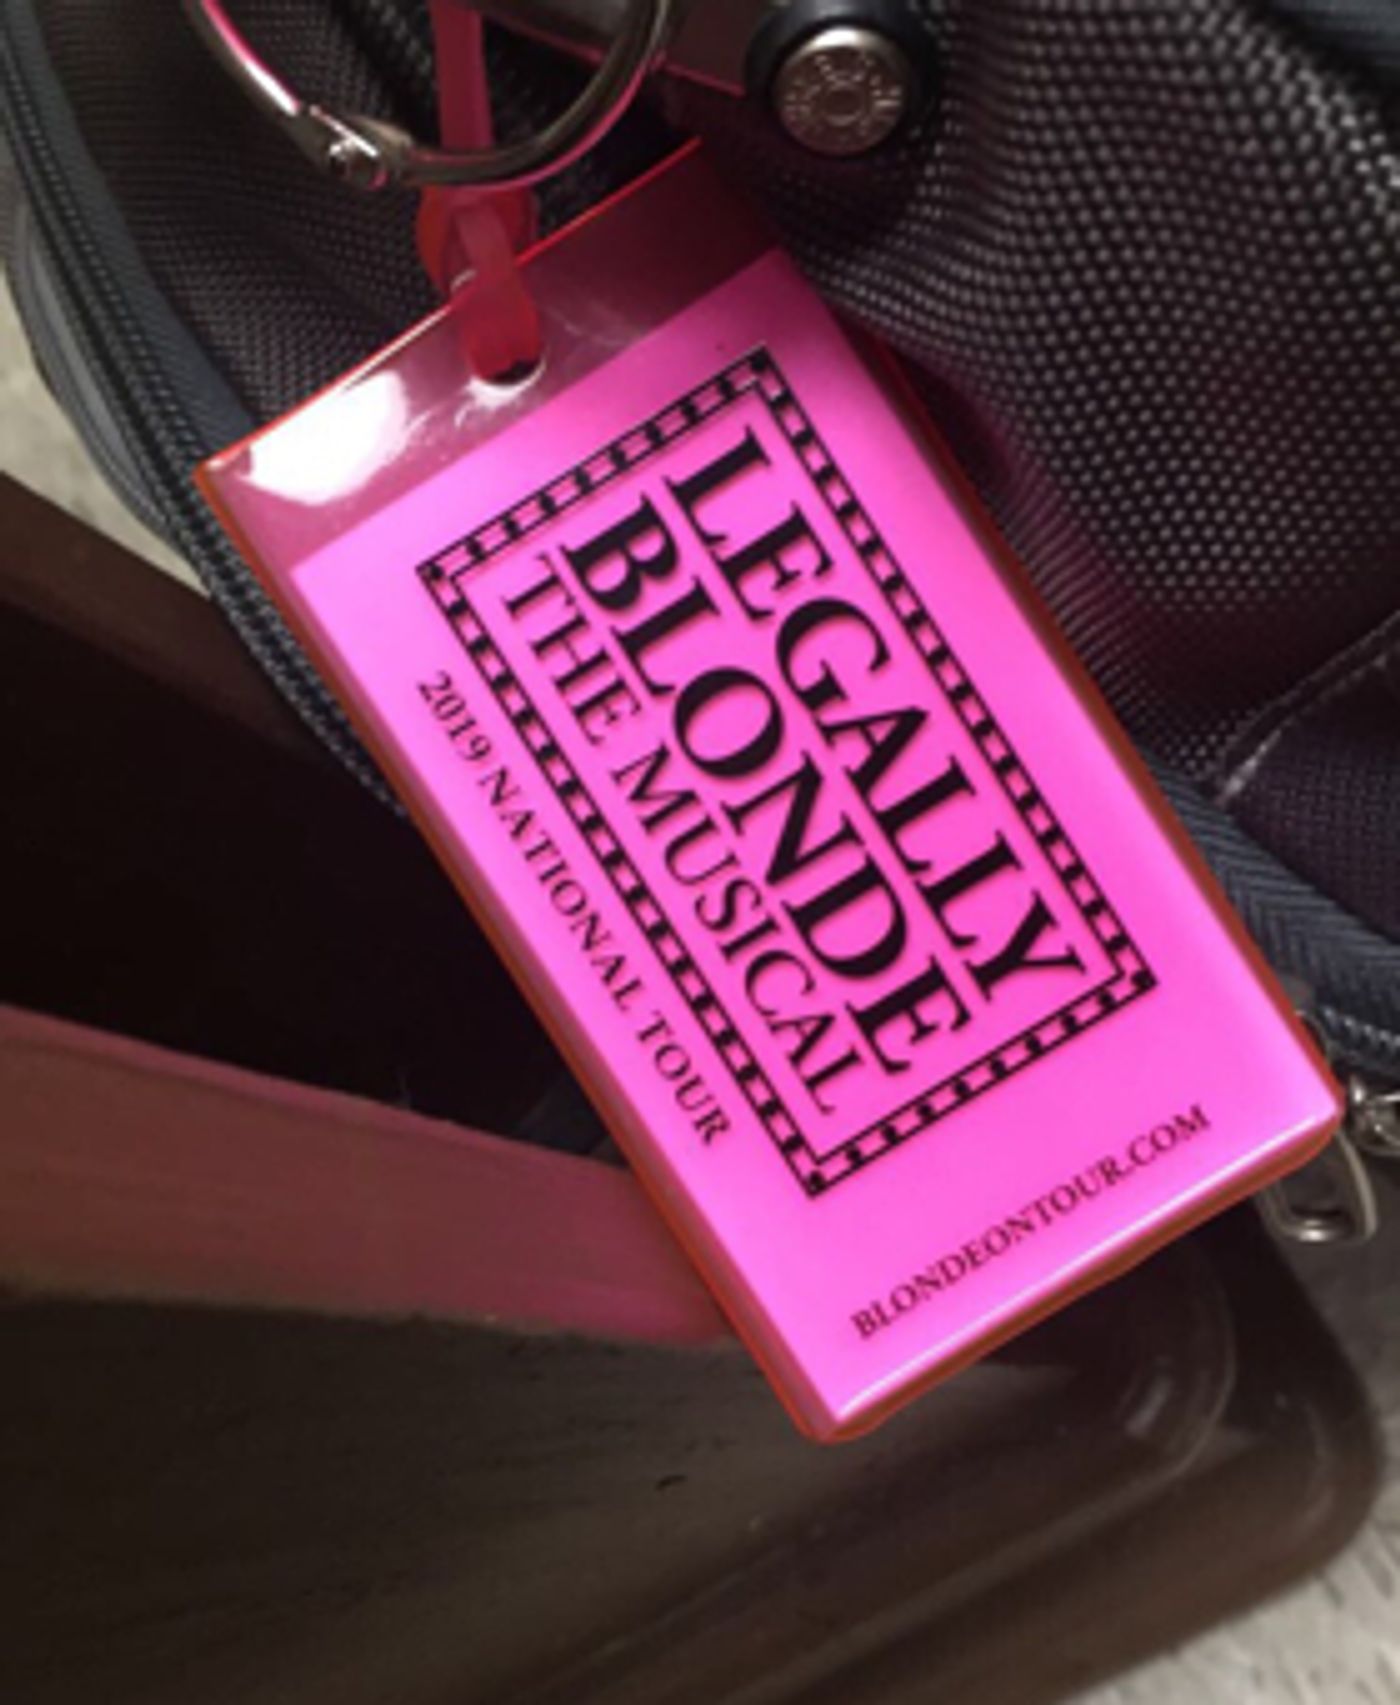 LEGALLY
BLONDE
THE MUSICAL
2019 NATIONAL TOUR
BLONDEONTOUR.COM